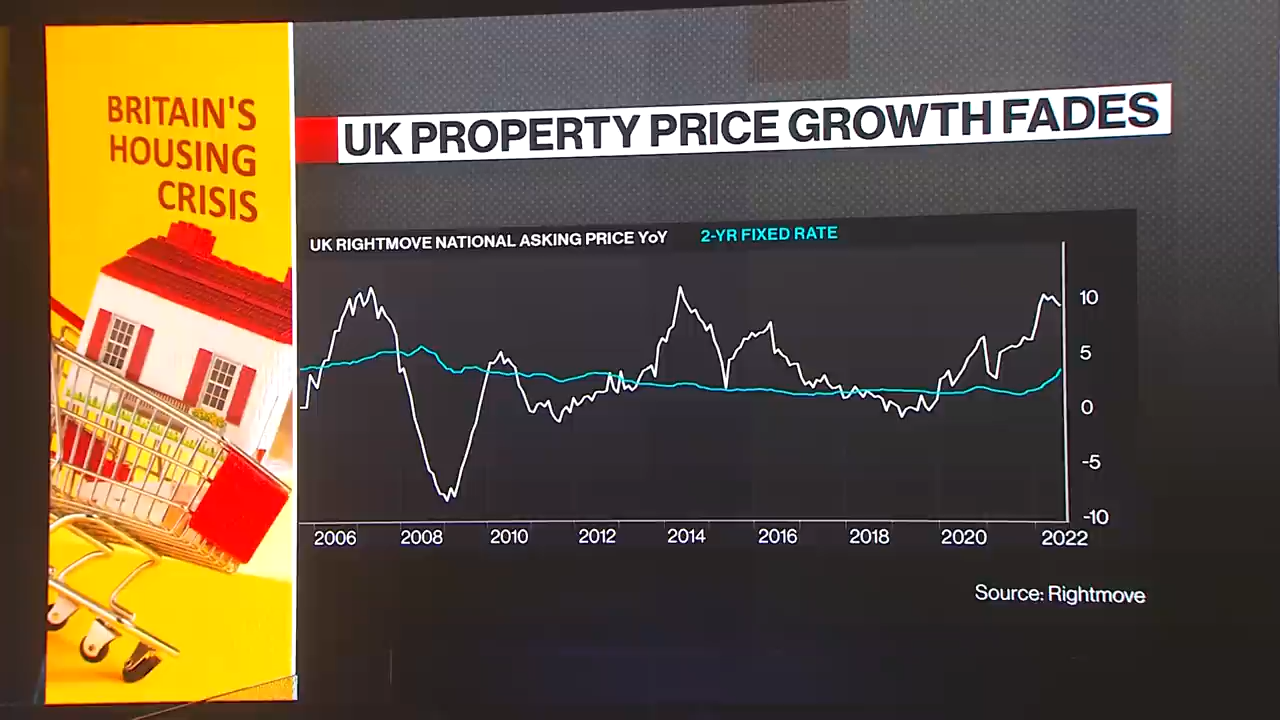 BRITAIN'S
HOUSING
CRISIS
UK PROPERTY PRICE GROWTH FADES
UK RIGHTMOVE NATIONAL ASKING PRICE YoY 2-YR FIXED RATE
10
5
0
-5
-10
2006 2008 2010 2012 2014 2016 2018 2020 2022
Source: Rightmove